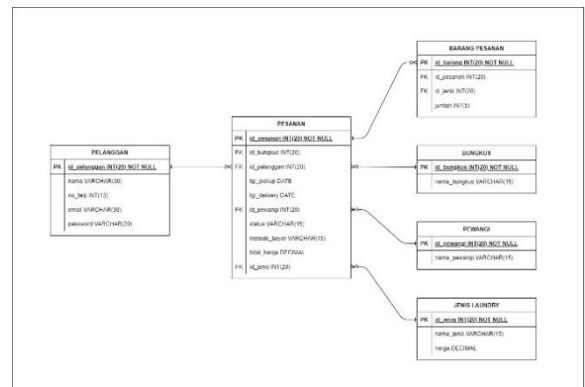 BARANG PESANAN
PK id_barang INT(20) NOT NULL
FK id_pesanan INT(20)
FK id_jenis INT(20)
jumlah INT(5)
PESANAN
PK id_pesanan INT(20) NOT NULL
FK id_bungkus INT(20)
FK id_pelanggan INT(20)
tgl_pickup DATE
tgl_delivery DATE
FK id_pewangi INT(20)
status VARCHAR(15)
metode_bayar VARCHAR(15)
total_harga DECIMAL
FK id_jenis INT(20)
PELANGGAN
PK id_pelanggan INT(20) NOT NULL
nama VARCHAR(30)
no_telp INT(13)
email VARCHAR(30)
password VARCHAR(20)
BUNGKUS
PK id_bungkus INT(20) NOT NULL
nama_bungkus VARCHAR(15)
PEWANGI
PK id_pewangi INT(20) NOT NULL
nama_pewangi VARCHAR(15)
JENIS LAUNDRY
PK id_jenis INT(20) NOT NULL
nama_jenis VARCHAR(15)
harga DECIMAL